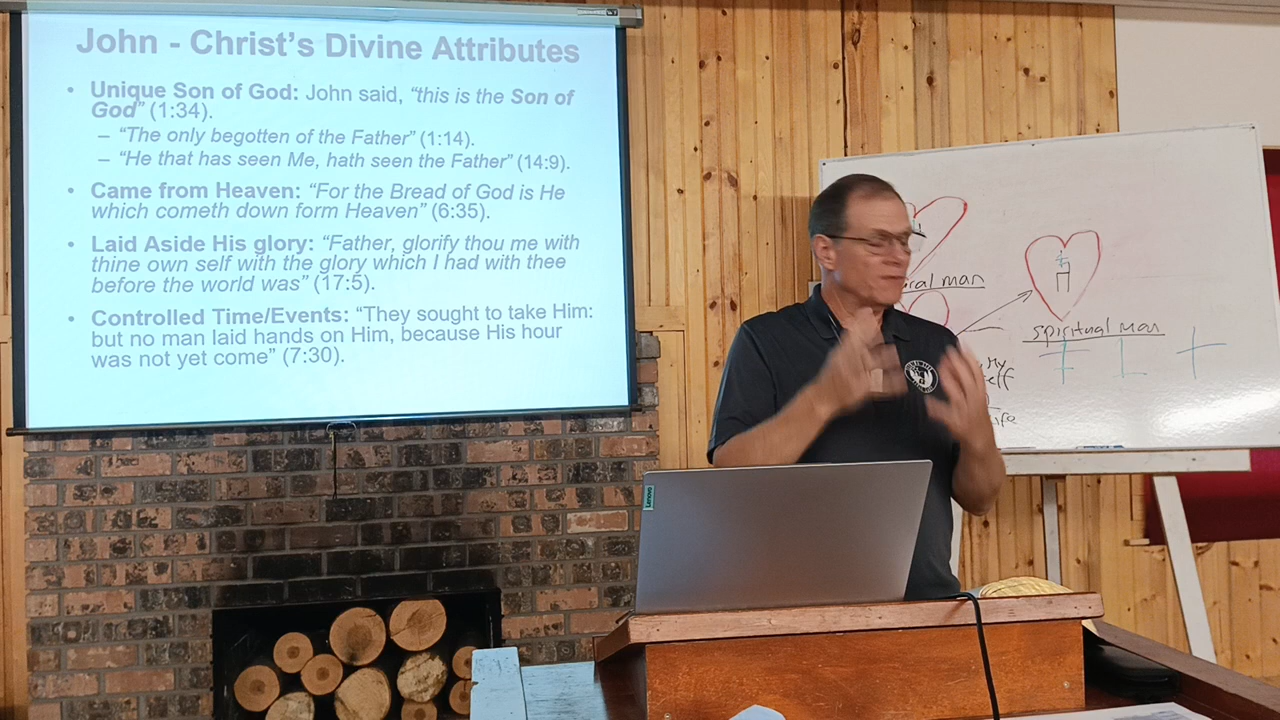 John - Christ's Divine Attributes
• Unique Son of God: John said, "this is the Son of
God" (1:34).
– "The only begotten of the Father" (1:14).
– "He that has seen Me, hath seen the Father" (14:9).
• Came from Heaven: "For the Bread of God is He
which cometh down form Heaven" (6:35).
• Laid Aside His glory: "Father, glorify thou me with
thine own self with the glory which I had with thee
before the world was" (17:5).
• Controlled Time/Events: "They sought to take Him:
but no man laid hands on Him, because His hour
was not yet come" (7:30).
man
spiritual man
My
Lenovo